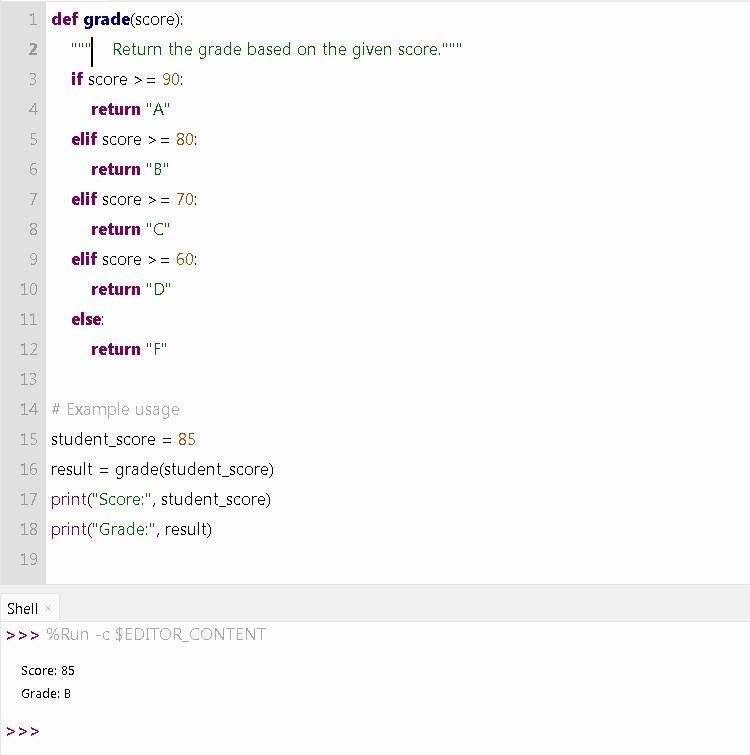 1 def grade(score):
2     """    Return the grade based on the given score."""
3     if score >= 90:
4         return "A"
5     elif score >= 80:
6         return "B"
7     elif score >= 70:
8         return "C"
9     elif score >= 60:
10         return "D"
11     else:
12         return "F"
13
14 # Example usage
15 student_score = 85
16 result = grade(student_score)
17 print("Score:", student_score)
18 print("Grade:", result)
19
Shell ×
>>> %Run -c $EDITOR_CONTENT
Score: 85
Grade: B
>>>